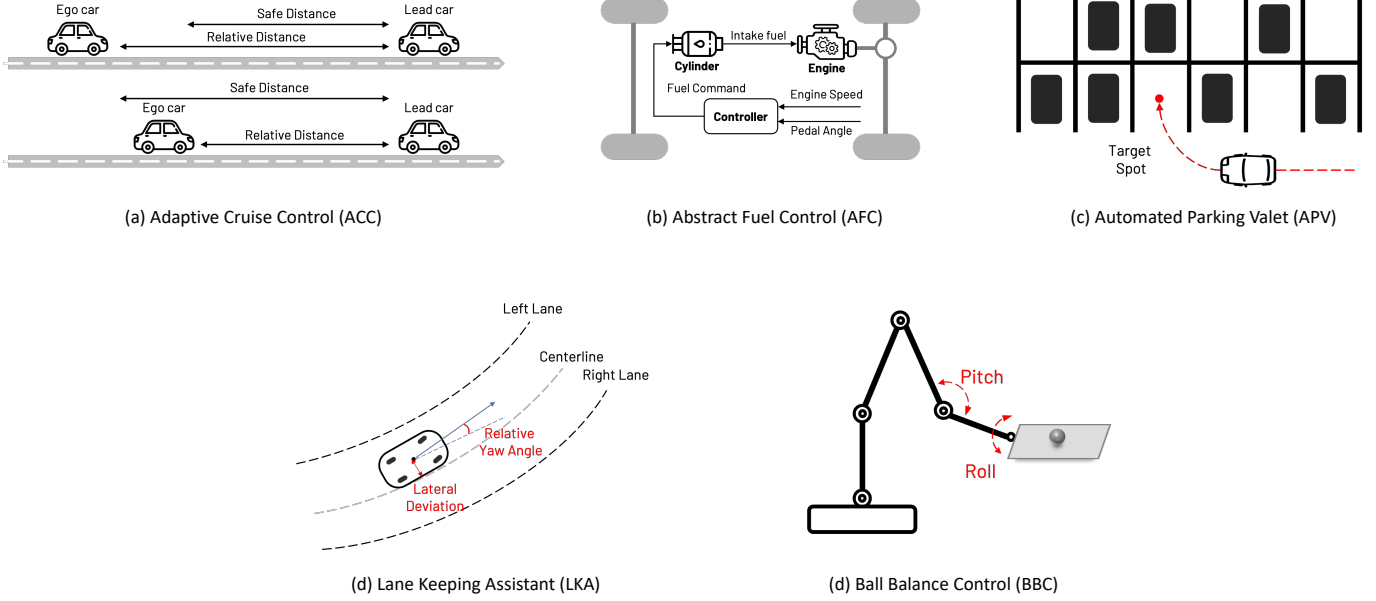 Ego car
Safe Distance
Lead car
Relative Distance
Safe Distance
Ego car
Lead car
Relative Distance
(a) Adaptive Cruise Control (ACC)
Intake fuel
Cylinder
Engine
Fuel Command
Engine Speed
Controller
Pedal Angle
(b) Abstract Fuel Control (AFC)
Target
Spot
(c) Automated Parking Valet (APV)
Left Lane
Centerline
Right Lane
Relative
Yaw Angle
Lateral
Deviation
(d) Lane Keeping Assistant (LKA)
Pitch
Roll
(d) Ball Balance Control (BBC)